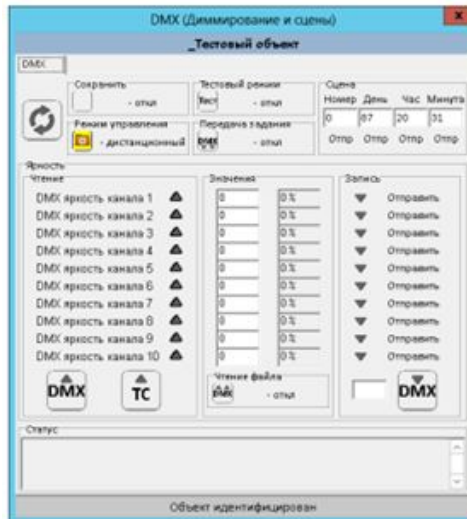 DMX (Диммирование и сцены)
x
_Тестовый объект
DMX
Сохранить
- откл
Тестовый режим
Тест - откл
Сцена
Номер День Час Минута
0 87 20 31
Отпр Отпр Отпр Отпр
Режим управления
- дистанционный
Передача задания
DMX - откл
Яркость
Чтение Значения Запись
DMX яркость канала 1 0 0 % Отправить
DMX яркость канала 2 0 0 % Отправить
DMX яркость канала 3 0 0 % Отправить
DMX яркость канала 4 0 0 % Отправить
DMX яркость канала 5 0 0 % Отправить
DMX яркость канала 6 0 0 % Отправить
DMX яркость канала 7 0 0 % Отправить
DMX яркость канала 8 0 0 % Отправить
DMX яркость канала 9 0 0 % Отправить
DMX яркость канала 10 0 0 % Отправить
DMX
ТС
Чтение файла
DMX - откл
DMX
Статус
Объект идентифицирован